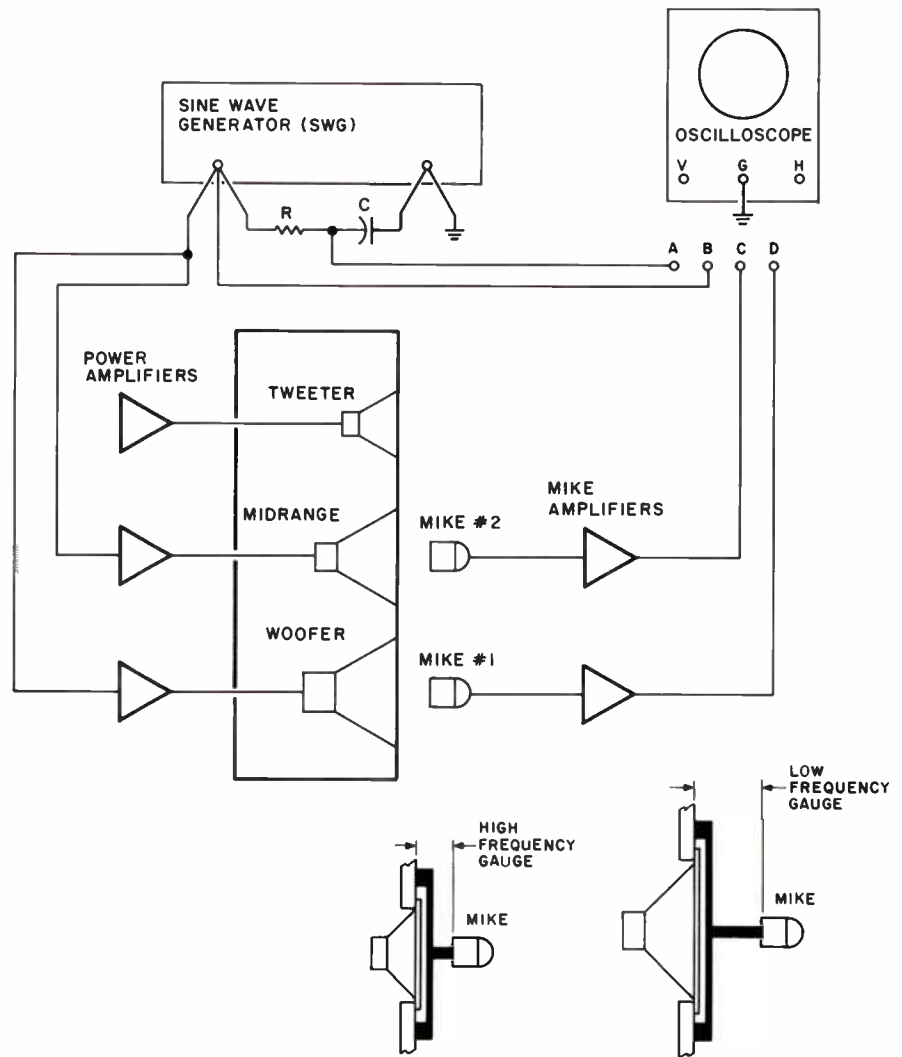 SINE WAVE
GENERATOR (SWG)
OSCILLOSCOPE
V G H
R
C
A B C D
POWER
AMPLIFIERS
TWEETER
MIDRANGE
MIKE #2
MIKE
AMPLIFIERS
WOOFER
MIKE #1
LOW
FREQUENCY
GAUGE
HIGH
FREQUENCY
GAUGE
MIKE
MIKE